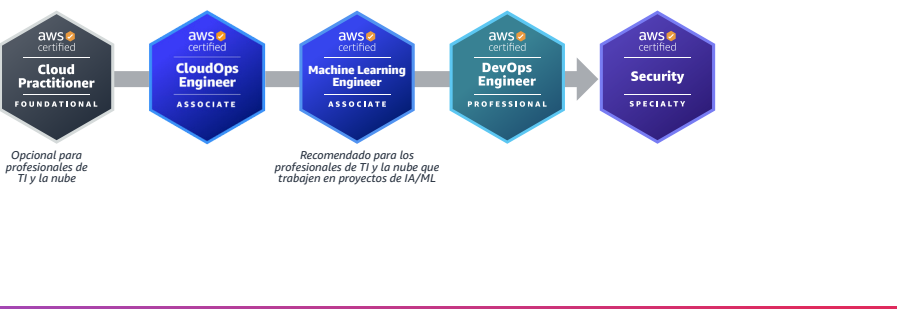 aws
certified
Cloud
Practitioner
FOUNDATIONAL
aws
certified
CloudOps
Engineer
ASSOCIATE
aws
certified
Machine Learning
Engineer
ASSOCIATE
aws
certified
DevOps
Engineer
PROFESSIONAL
aws
certified
Security
SPECIALTY
Opcional para
profesionales de
TI y la nube
Recomendado para los
profesionales de TI y la nube que
trabajen en proyectos de IA/ML